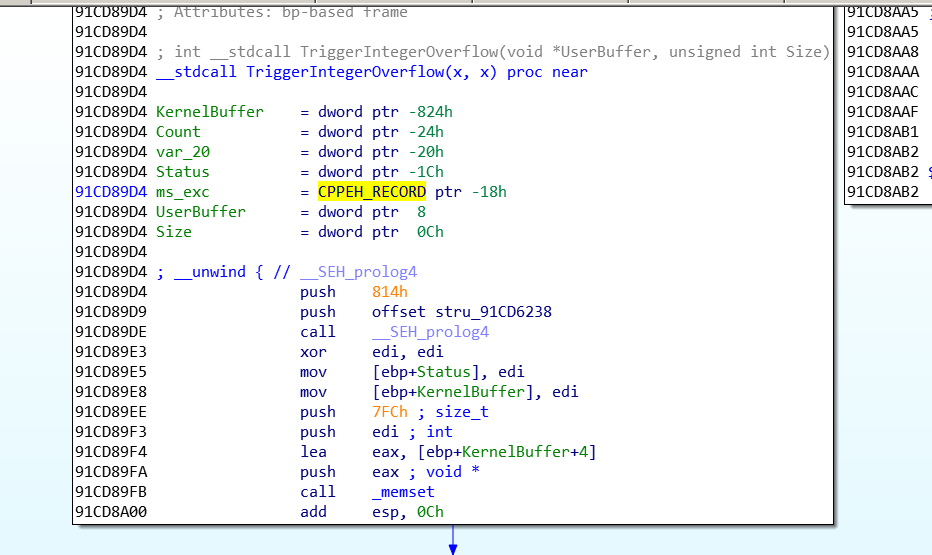 91CD89D4 ; Attributes: bp-based frame
91CD89D4
91CD89D4 ; int __stdcall TriggerIntegerOverflow(void *UserBuffer, unsigned int Size)
91CD89D4 __stdcall TriggerIntegerOverflow(x, x) proc near
91CD89D4
91CD89D4 KernelBuffer = dword ptr -824h
91CD89D4 Count = dword ptr -24h
91CD89D4 var_20 = dword ptr -20h
91CD89D4 Status = dword ptr -1Ch
91CD89D4 ms_exc = CPPEH_RECORD ptr -18h
91CD89D4 UserBuffer = dword ptr 8
91CD89D4 Size = dword ptr 0Ch
91CD89D4
91CD89D4 ; __unwind { // __SEH_prolog4
91CD89D4 push 814h
91CD89D9 push offset stru_91CD6238
91CD89DE call __SEH_prolog4
91CD89E3 xor edi, edi
91CD89E5 mov [ebp+Status], edi
91CD89E8 mov [ebp+KernelBuffer], edi
91CD89EE push 7FCh ; size_t
91CD89F3 push edi ; int
91CD89F4 lea eax, [ebp+KernelBuffer+4]
91CD89FA push eax ; void *
91CD89FB call _memset
91CD8A00 add esp, 0Ch
91CD8AA5
91CD8AA5
91CD8AA8
91CD8AAA
91CD8AAC
91CD8AAF
91CD8AB1
91CD8AB2
91CD8AB2
91CD8AB2